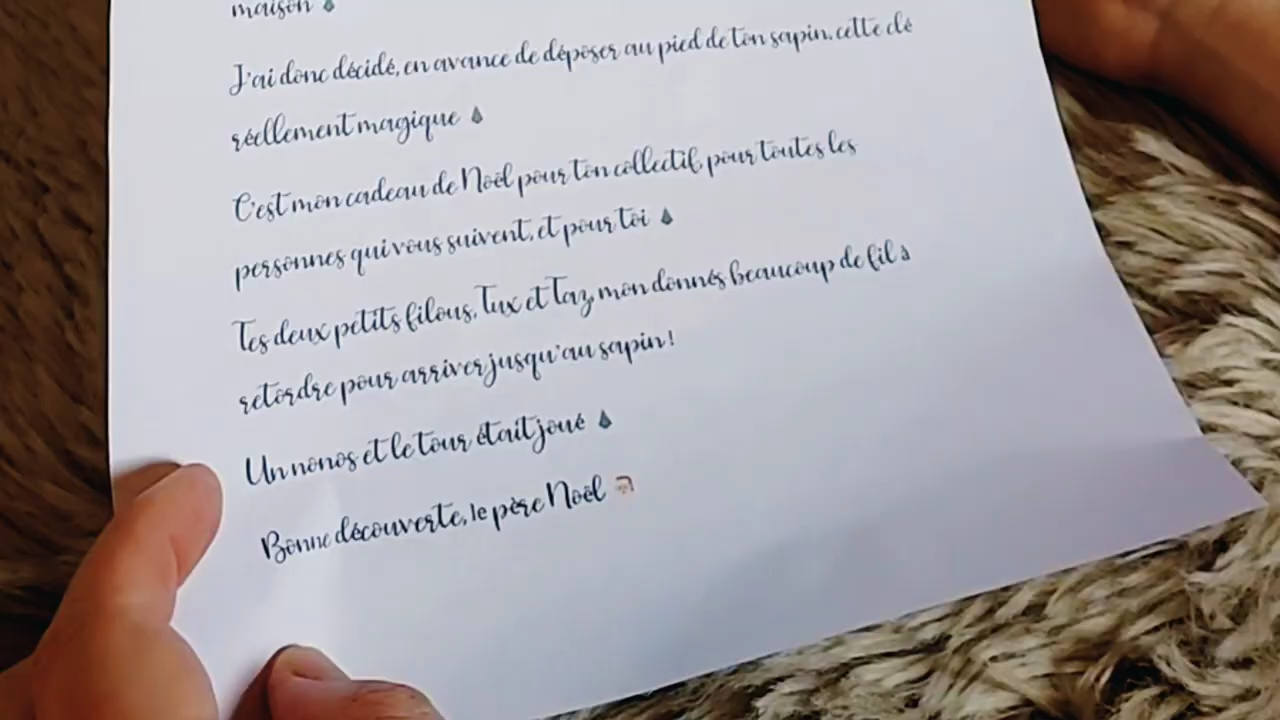 maison
J'ai donc décidé, en avance de déposer au pied de ton sapin, cette clé
réellement magique
C'est mon cadeau de Noël pour ton collectif, pour toutes les
personnes qui vous suivent, et pour toi
Tes deux petits filous, Tux et Taz, mon donnés beaucoup de fil à
retordre pour arriver jusqu'au sapin !
Un nonos et le tour était joué
Bonne découverte, le père Noël